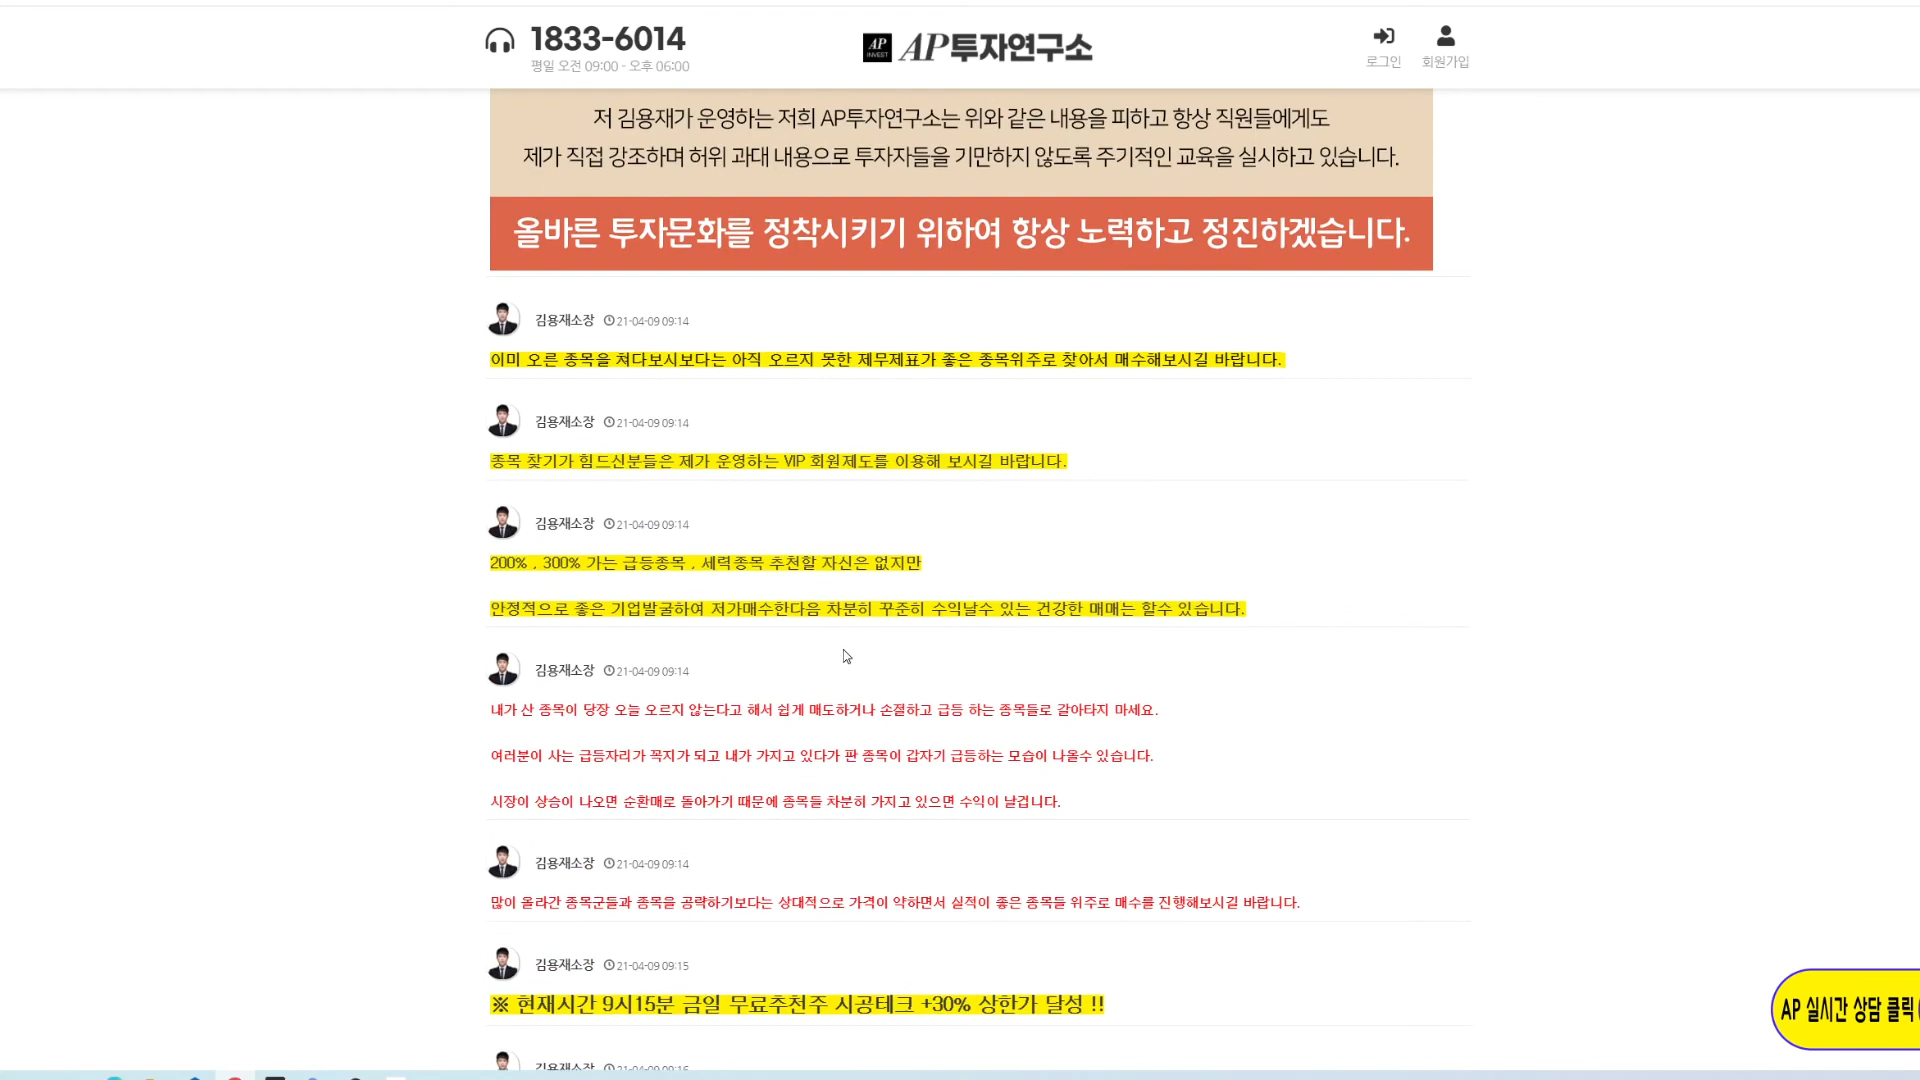 1833-6014
평일 오전 09:00 - 오후 06:00
AP INVEST AP투자연구소
로그인
회원가입
저 김용재가 운영하는 저희 AP투자연구소는 위와 같은 내용을 피하고 항상 직원들에게도
제가 직접 강조하며 허위 과대 내용으로 투자자들을 기만하지 않도록 주기적인 교육을 실시하고 있습니다.
올바른 투자문화를 정착시키기 위하여 항상 노력하고 정진하겠습니다.
김용재소장 21-04-09 09:14
이미 오른 종목을 쳐다보시보다는 아직 오르지 못한 제무제표가 좋은 종목위주로 찾아서 매수해보시길 바랍니다.
김용재소장 21-04-09 09:14
종목 찾기가 힘드신분들은 제가 운영하는 VIP 회원제도를 이용해 보시길 바랍니다.
김용재소장 21-04-09 09:14
200% , 300% 가는 급등종목 , 세력종목 추천할 자신은 없지만
안정적으로 좋은 기업발굴하여 저가매수한다음 차분히 꾸준히 수익날수 있는 건강한 매매는 할수 있습니다.
김용재소장 21-04-09 09:14
내가 산 종목이 당장 오늘 오르지 않는다고 해서 쉽게 매도하거나 손절하고 급등 하는 종목들로 갈아타지 마세요.
여러분이 사는 급등자리가 꼭지가 되고 내가 가지고 있다가 판 종목이 갑자기 급등하는 모습이 나올수 있습니다.
시장이 상승이 나오면 순환매로 돌아가기 때문에 종목들 차분히 가지고 있으면 수익이 날겁니다.
김용재소장 21-04-09 09:14
많이 올라간 종목군들과 종목을 공략하기보다는 상대적으로 가격이 약하면서 실적이 좋은 종목들 위주로 매수를 진행해보시길 바랍니다.
김용재소장 21-04-09 09:15
※ 현재시간 9시15분 금일 무료추천주 시공테크 +30% 상한가 달성 !!
AP 실시간 상담 클릭
김용재소장 21-04-09 09:16